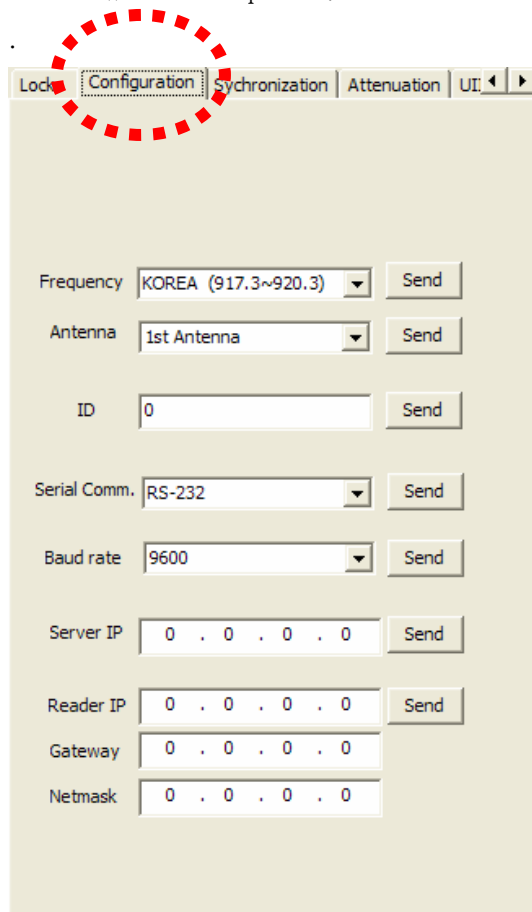 .
Lock Configuration Sychronization Attenuation
Frequency KOREA (917.3~920.3) Send
Antenna 1st Antenna Send
ID 0 Send
Serial Comm. RS-232 Send
Baud rate 9600 Send
Server IP 0 . 0 . 0 . 0 Send
Reader IP 0 . 0 . 0 . 0 Send
Gateway 0 . 0 . 0 . 0
Netmask 0 . 0 . 0 . 0